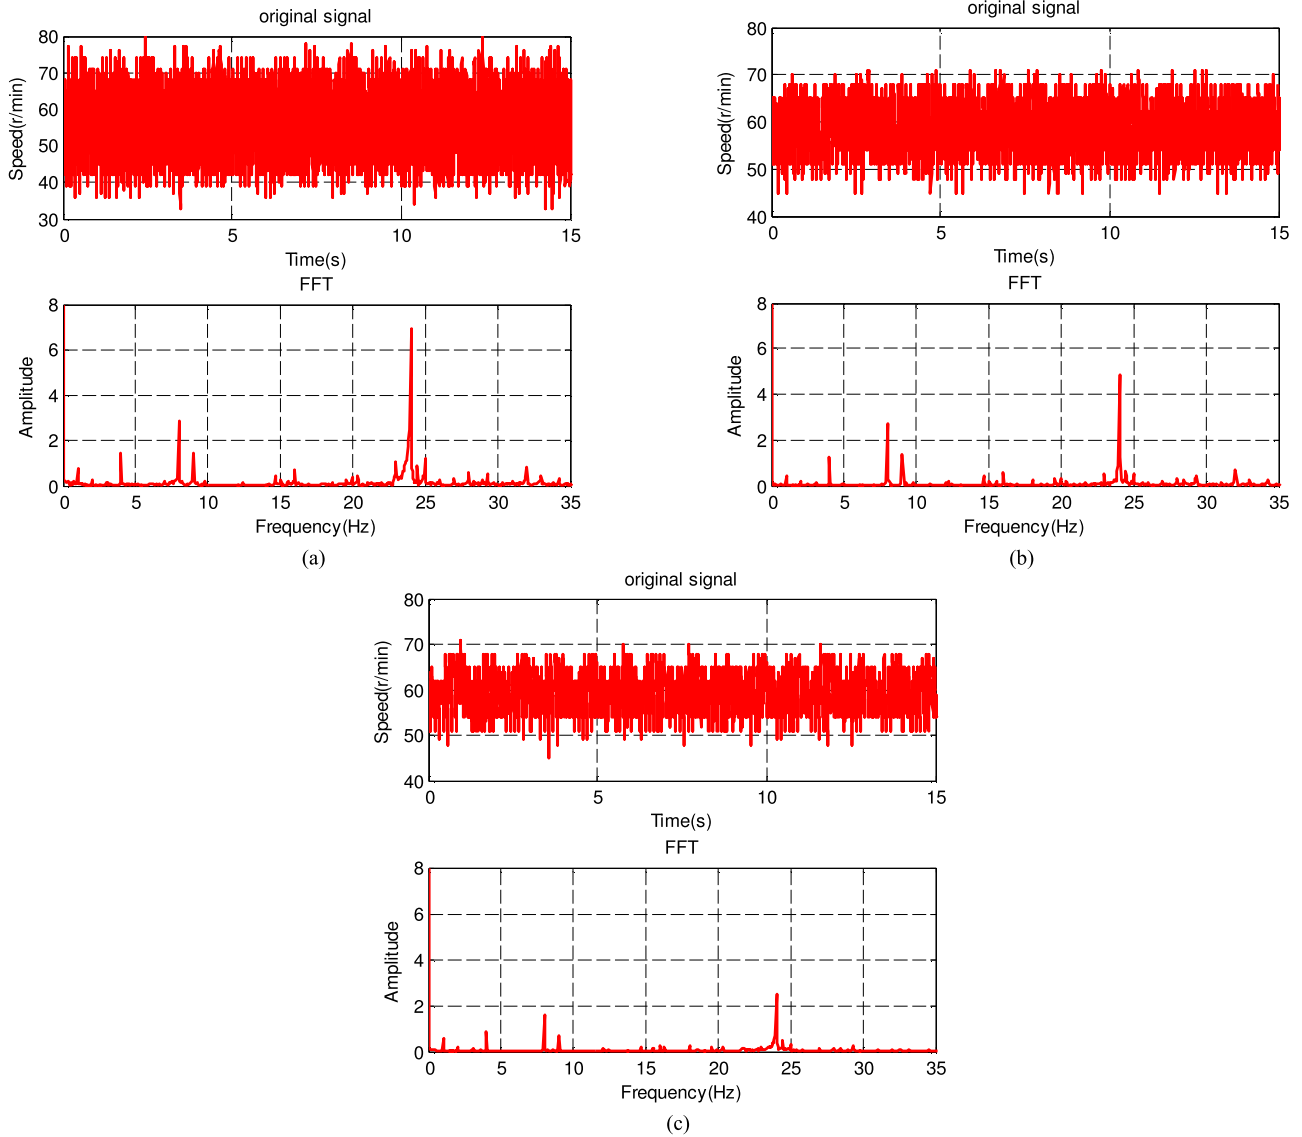 original signal
80
70
60
50
40
30
Speed(r/min)
0 5 10 15
Time(s)
FFT
8
6
4
2
0
Amplitude
0 5 10 15 20 25 30 35
Frequency(Hz)
(a)
original signal
80
70
60
50
40
Speed(r/min)
0 5 10 15
Time(s)
FFT
8
6
4
2
0
Amplitude
0 5 10 15 20 25 30 35
Frequency(Hz)
(b)
original signal
80
70
60
50
40
Speed(r/min)
0 5 10 15
Time(s)
FFT
8
6
4
2
0
Amplitude
0 5 10 15 20 25 30 35
Frequency(Hz)
(c)